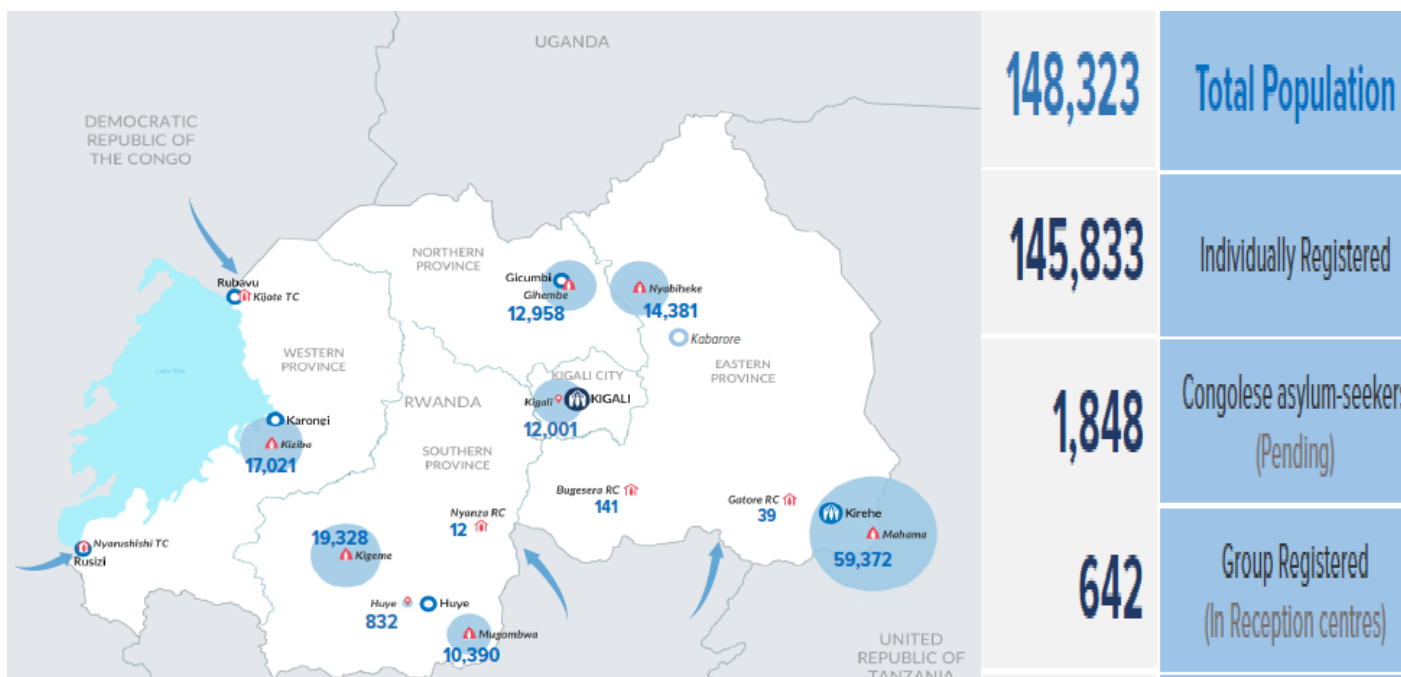 UGANDA
DEMOCRATIC
REPUBLIC OF
THE CONGO
NORTHERN
PROVINCE
Rubavu
Kijate TC
Gicumbi
Gihembe
12,958
Nyabiheke
14,381
Kabarore
WESTERN
PROVINCE
KIGALI CITY
EASTERN
PROVINCE
Kigali
KIGALI
12,001
RWANDA
Karongi
Kiziba
17,021
SOUTHERN
PROVINCE
Bugesera RC
141
Gatore RC
39
Kirehe
Mahama
59,372
Nyanza RC
12
19,328
Kigeme
Nyarushishi TC
Rusizi
Huye
832
Huye
Mugombwa
10,390
UNITED
REPUBLIC OF
TANZANIA
148,323 Total Population
145,833 Individually Registered
1,848 Congolese asylum-seekers
(Pending)
642 Group Registered
(In Reception centres)